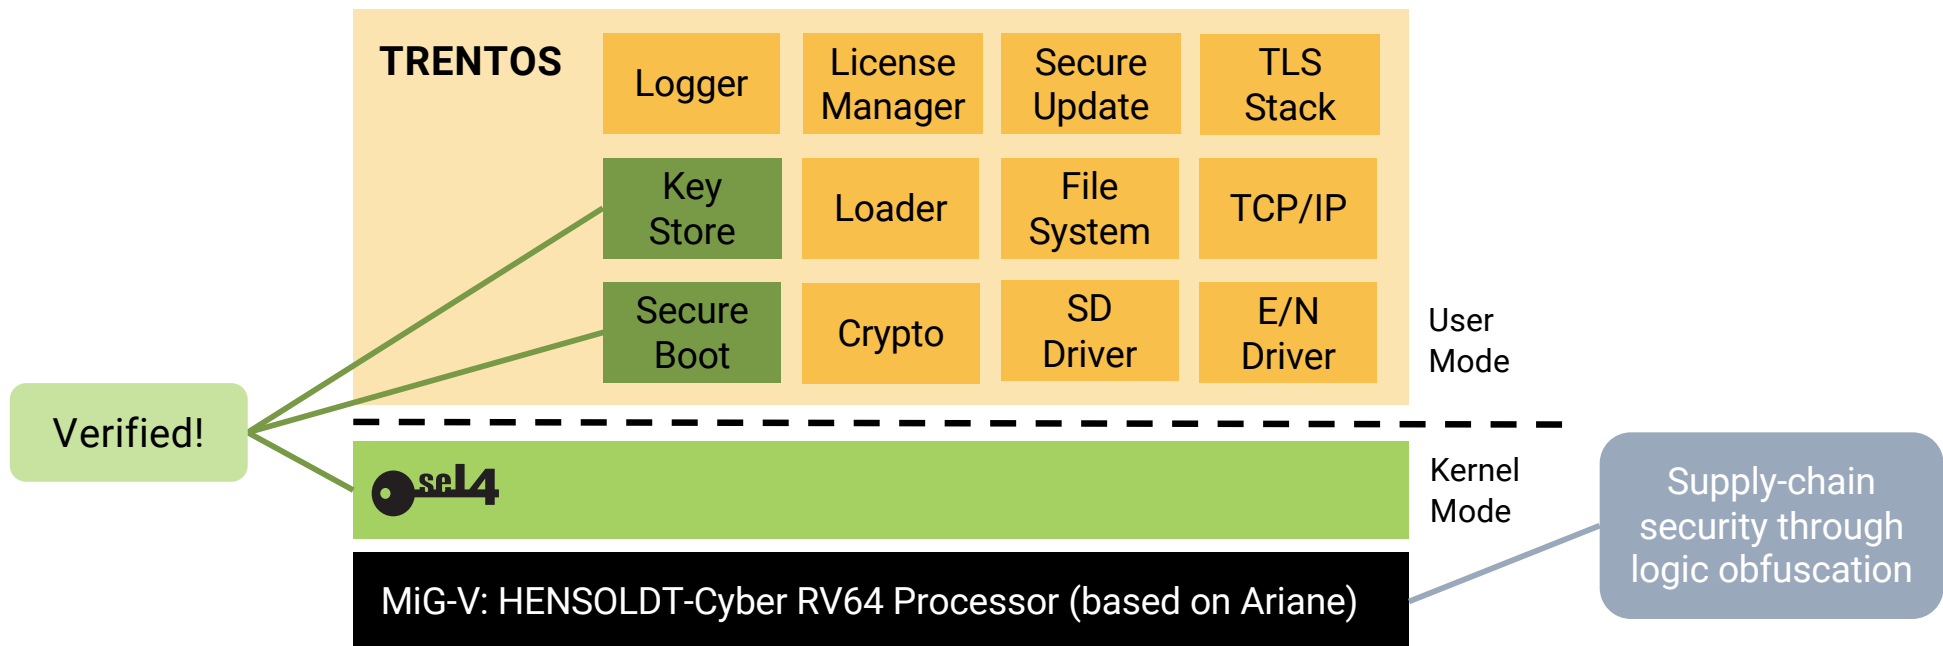 TRENTOS
Logger
License
Manager
Secure
Update
TLS
Stack
Key
Store
Loader
File
System
TCP/IP
Secure
Boot
Crypto
SD
Driver
E/N
Driver
User
Mode
Verified!
seL4
Kernel
Mode
Supply-chain
security through
logic obfuscation
MiG-V: HENSOLDT-Cyber RV64 Processor (based on Ariane)